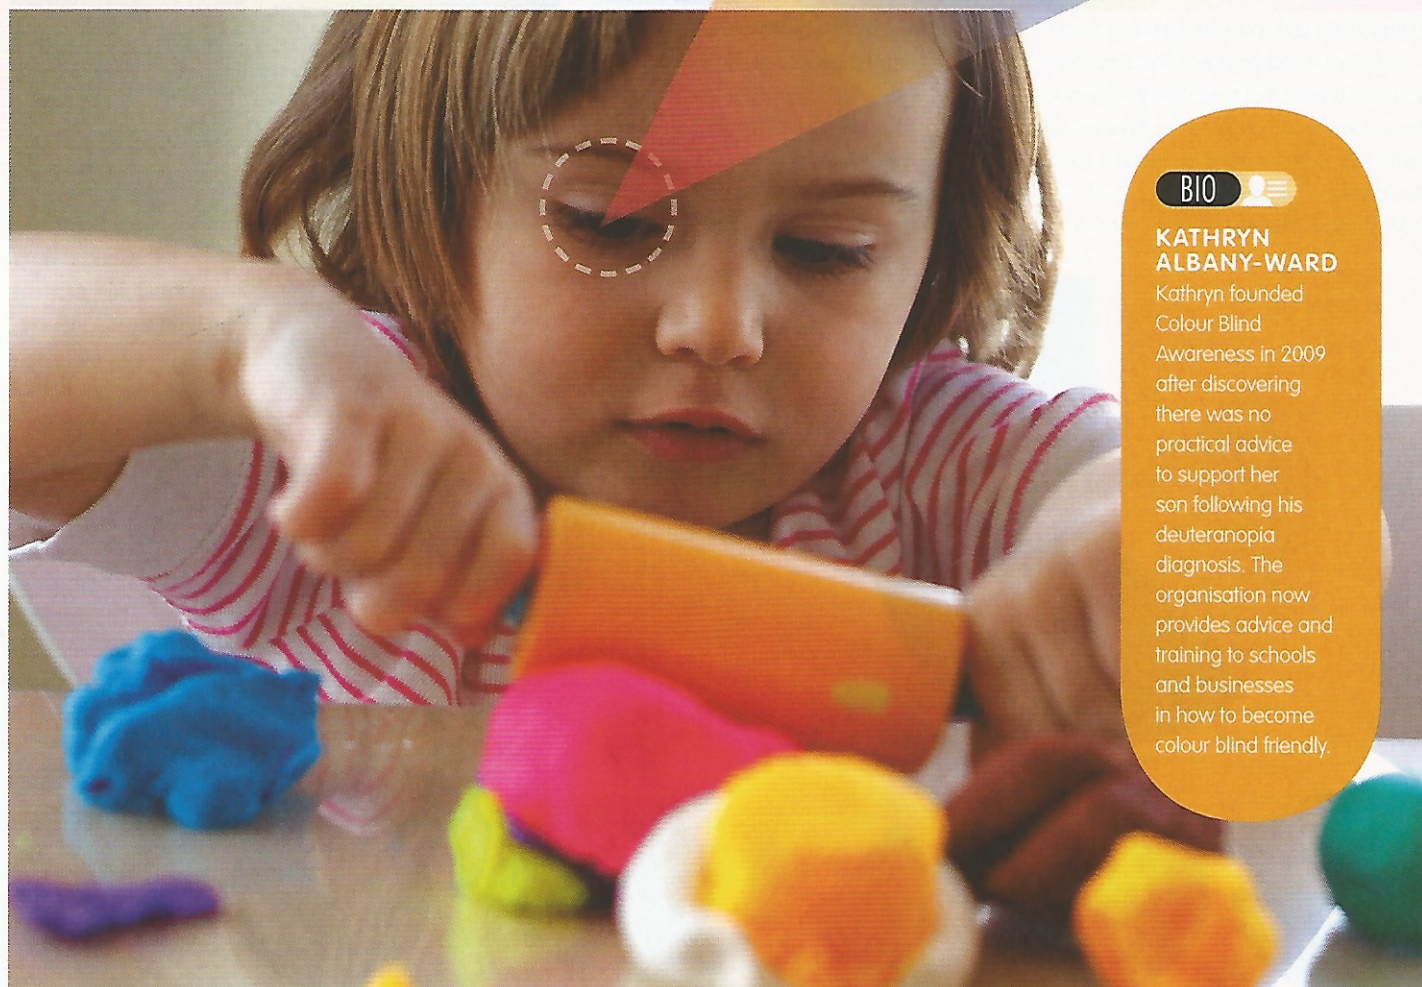 BIO
KATHRYN
ALBANY-WARD
Kathryn founded
Colour Blind
Awareness in 2009
after discovering
there was no
practical advice
to support her
son following his
deuteranopia
diagnosis. The
organisation now
provides advice and
training to schools
and businesses
in how to become
colour blind friendly.